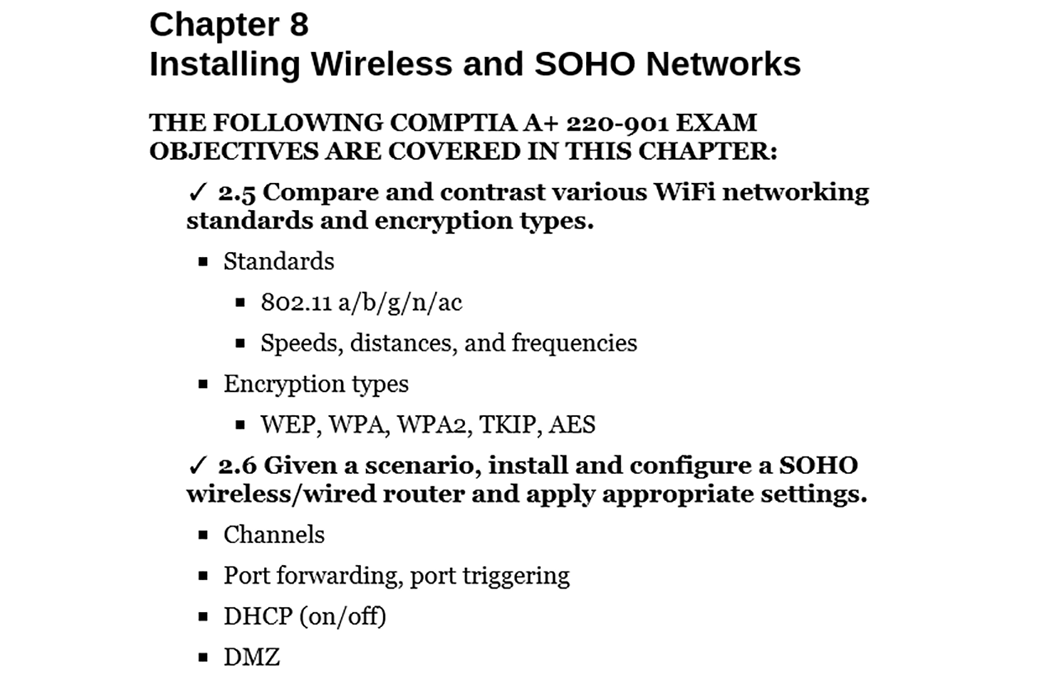 Chapter 8
Installing Wireless and SOHO Networks
THE FOLLOWING COMPTIA A+ 220-901 EXAM
OBJECTIVES ARE COVERED IN THIS CHAPTER:
✓ 2.5 Compare and contrast various WiFi networking
standards and encryption types.
▪ Standards
▪ 802.11 a/b/g/n/ac
▪ Speeds, distances, and frequencies
▪ Encryption types
▪ WEP, WPA, WPA2, TKIP, AES
✓ 2.6 Given a scenario, install and configure a SOHO
wireless/wired router and apply appropriate settings.
▪ Channels
▪ Port forwarding, port triggering
▪ DHCP (on/off)
▪ DMZ